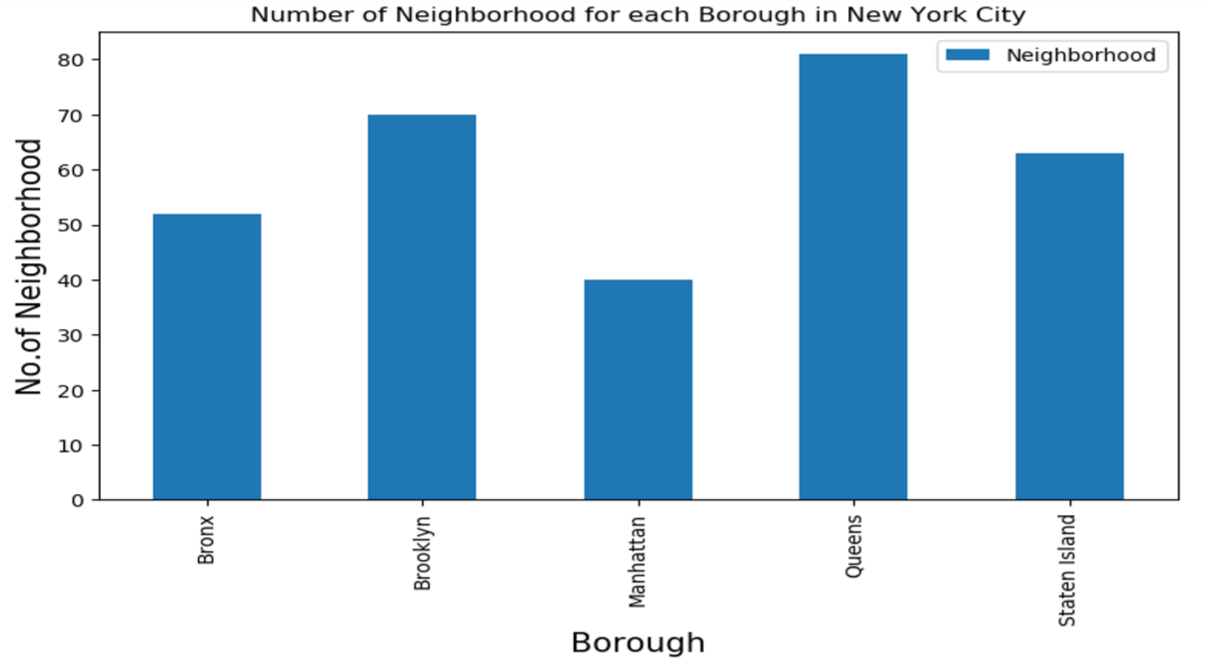 Number of Neighborhood for each Borough in New York City
Neighborhood
No.of Neighborhood
80
70
60
50
40
30
20
10
0
Bronx
Brooklyn
Manhattan
Queens
Staten Island
Borough